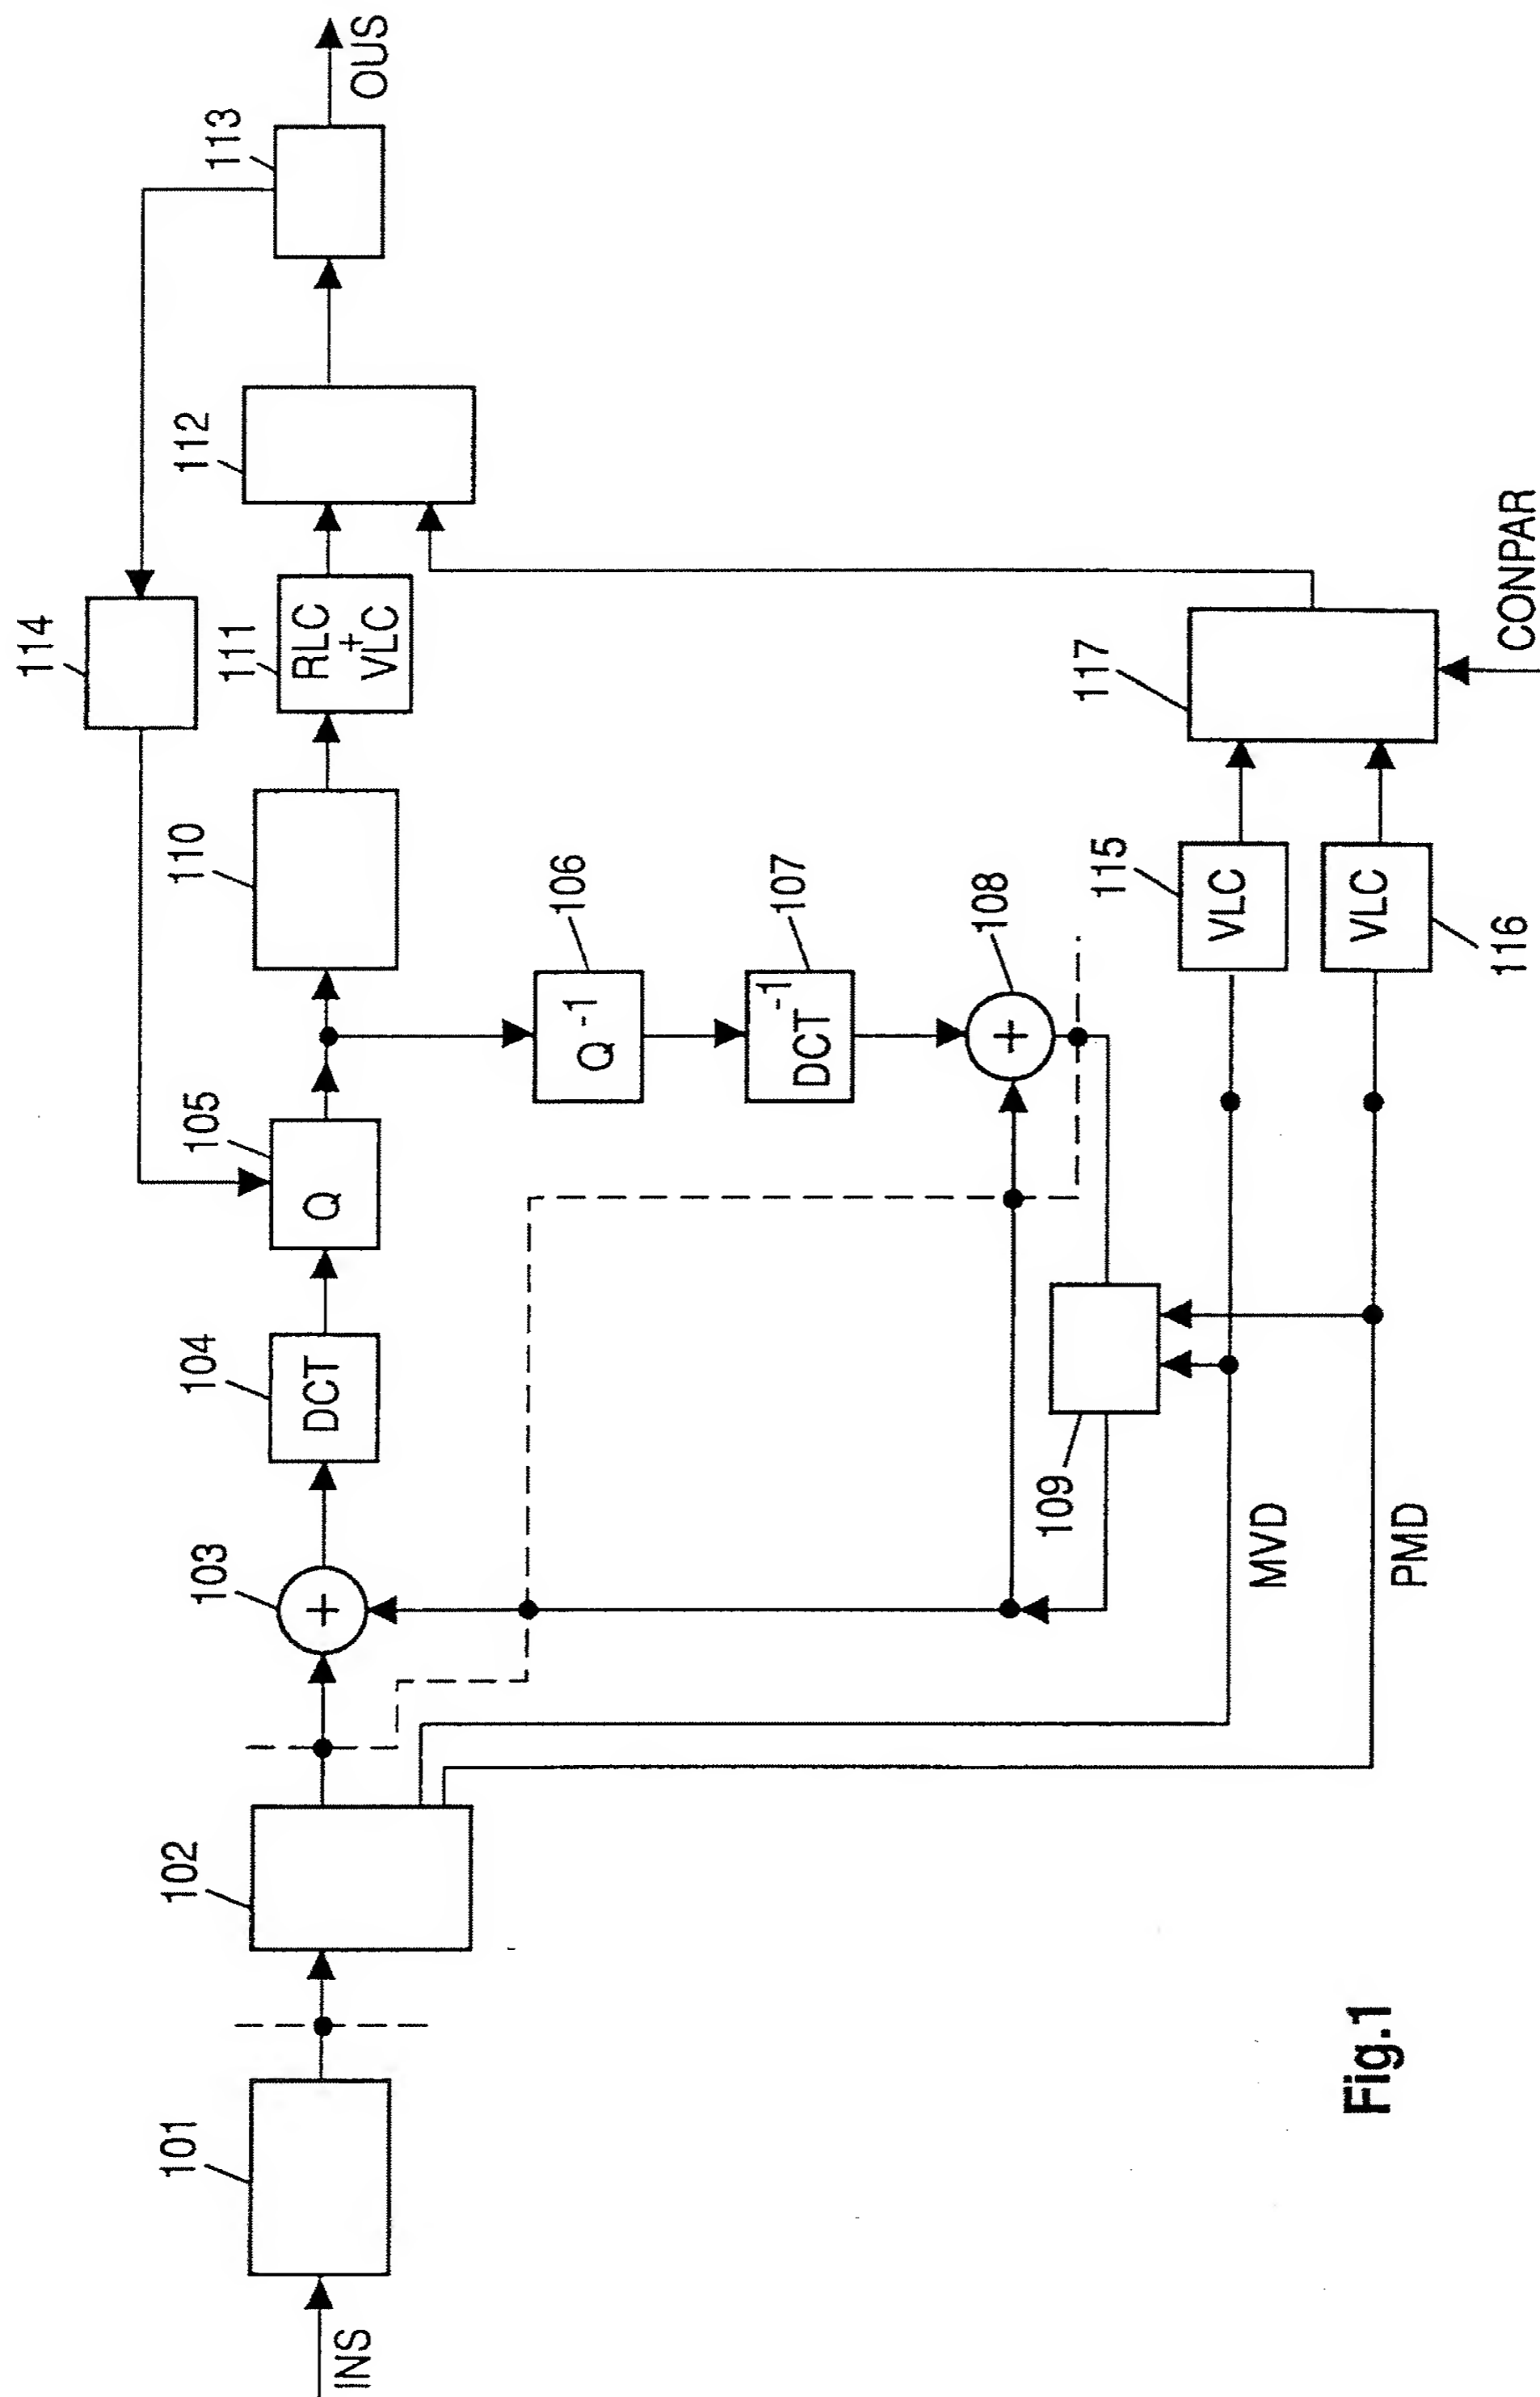 INS
101
102
103
104
DCT
105
Q
114
110
111
RLC
+
VLC
112
113
OUS
106
Q -1
107
DCT -1
108
+
+
109
115
VLC
116
VLC
117
CONPAR
MVD
PMD
Fig.1